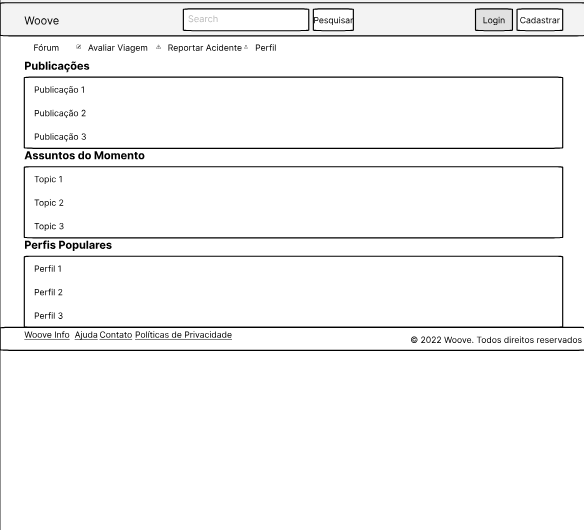 Woove Search Pesquisar Login Cadastrar
Fórum Avaliar Viagem Reportar Acidente Perfil
Publicações
Publicação 1
Publicação 2
Publicação 3
Assuntos do Momento
Topic 1
Topic 2
Topic 3
Perfis Populares
Perfil 1
Perfil 2
Perfil 3
Woove Info Ajuda Contato Políticas de Privacidade
© 2022 Woove. Todos direitos reservados